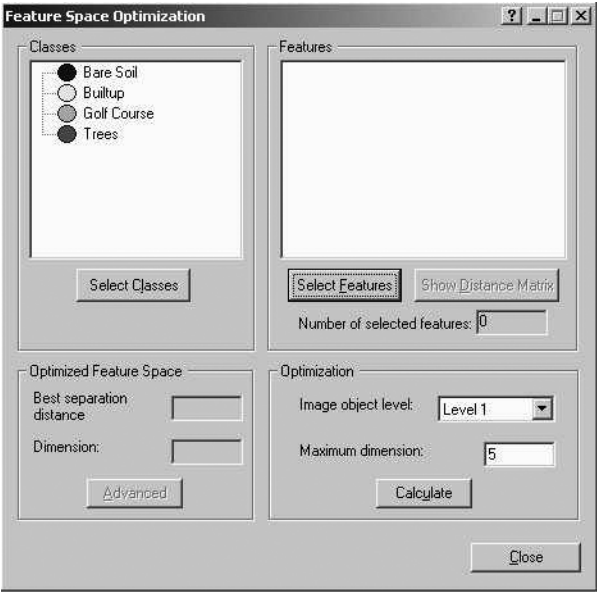 Feature Space Optimization
Classes
Bare Soil
Builtup
Golf Course
Trees
Select Classes
Features
Select Features
Show Distance Matrix
Number of selected features: 0
Optimized Feature Space
Best separation
distance
Dimension:
Advanced
Optimization
Image object level: Level 1
Maximum dimension: 5
Calculate
Close